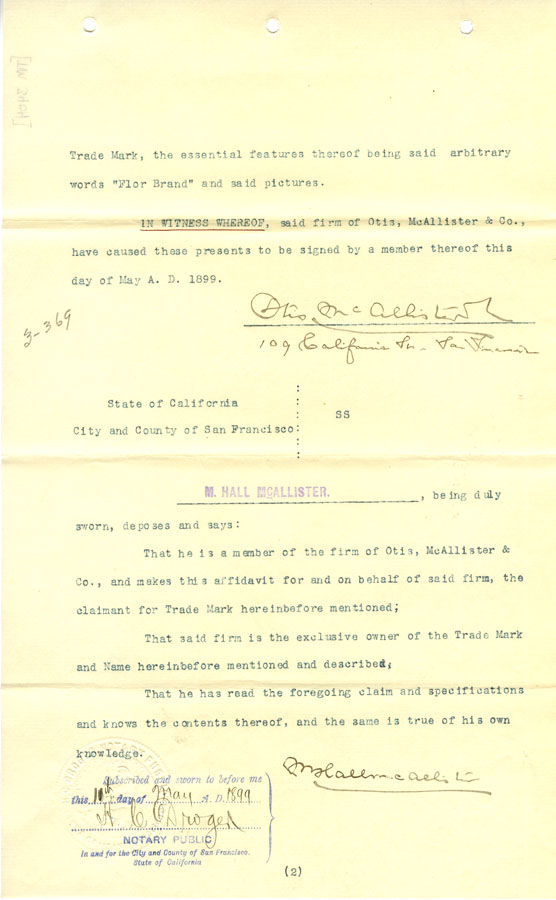 [TM 2404]
Trade Mark, the essential features thereof being said arbitrary
words "Flor Brand" and said pictures.
IN WITNESS WHEREOF, said firm of Otis, McAllister & Co.,
have caused these presents to be signed by a member thereof this
day of May A. D. 1899.
Otis, McAllister & Co
3-369
109 California St. San Francisco
State of California
SS
City and County of San Francisco:
M. HALL MCALLISTER. , being duly
sworn, deposes and says:
That he is a member of the firm of Otis, McAllister &
Co., and makes this affidavit for and on behalf of said firm, the
claimant for Trade Mark hereinbefore mentioned;
That said firm is the exclusive owner of the Trade Mark
and Name hereinbefore mentioned and described;
That he has read the foregoing claim and specifications
and knows the contents thereof, and the same is true of his own
knowledge.
M Hall McAllister
Subscribed and sworn to before me
this 10th day of May A. D. 1899
NOTARY PUBLIC
In and for the City and County of San Francisco.
State of California
(2)